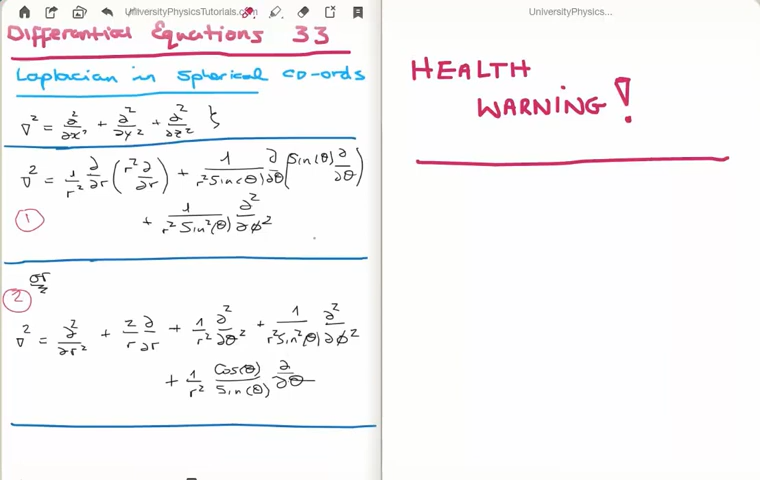 UniversityPhysicsTutorials.com
Differential Equations 33
Laplacian in Spherical CO-ords
∇² = ∂²/∂x² + ∂²/∂y² + ∂²/∂z² }
∇² = 1/r² ∂/∂r (r² ∂/∂r) + 1/(r² Sin(θ)) ∂/∂θ (Sin(θ) ∂/∂θ)
① + 1/(r² Sin²(θ)) ∂²/∂φ²
or
②
∇² = ∂²/∂r² + 2/r ∂/∂r + 1/r² ∂²/∂θ² + 1/(r² Sin²(θ)) ∂²/∂φ²
+ 1/r² Cos(θ)/Sin(θ) ∂/∂θ
UniversityPhysics...
HEALTH
WARNING!